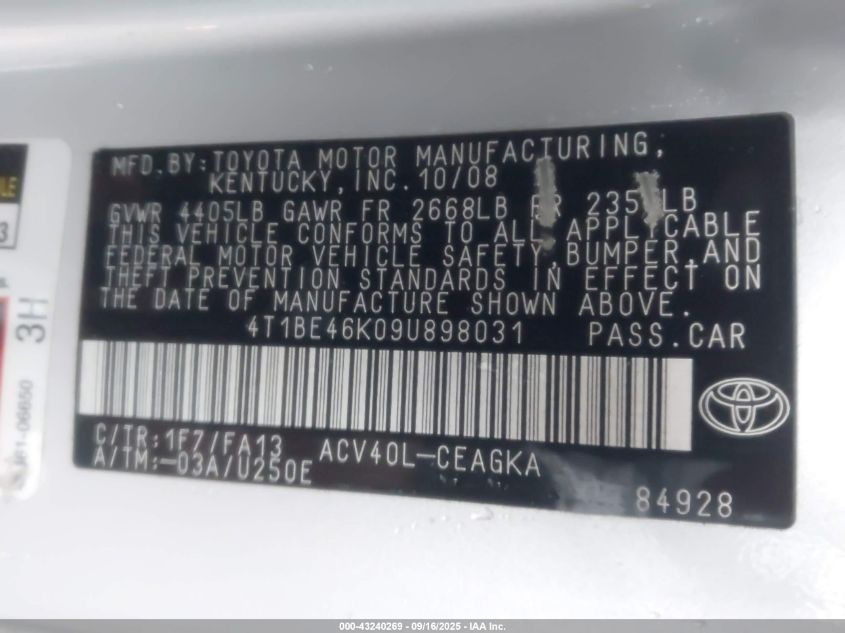 MFD. BY: TOYOTA MOTOR MANUFACTURING,
KENTUCKY, INC. 10/08
GVWR 4405LB GAWR FR 2668LB LB
THIS VEHICLE CONFORMS TO ALL APPLICABLE
FEDERAL MOTOR VEHICLE SAFETY, BUMPER, AND
THEFT PREVENTION STANDARDS IN EFFECT ON
THE DATE OF MANUFACTURE SHOWN ABOVE.
4T1BE46K09U898031 PASS.CAR
C/TR: 1F7/FA13 ACV40L-CEAGKA
A/TM: -03A/U250E
84928
3H
000-43240269 - 09/16/2025 - IAA Inc.